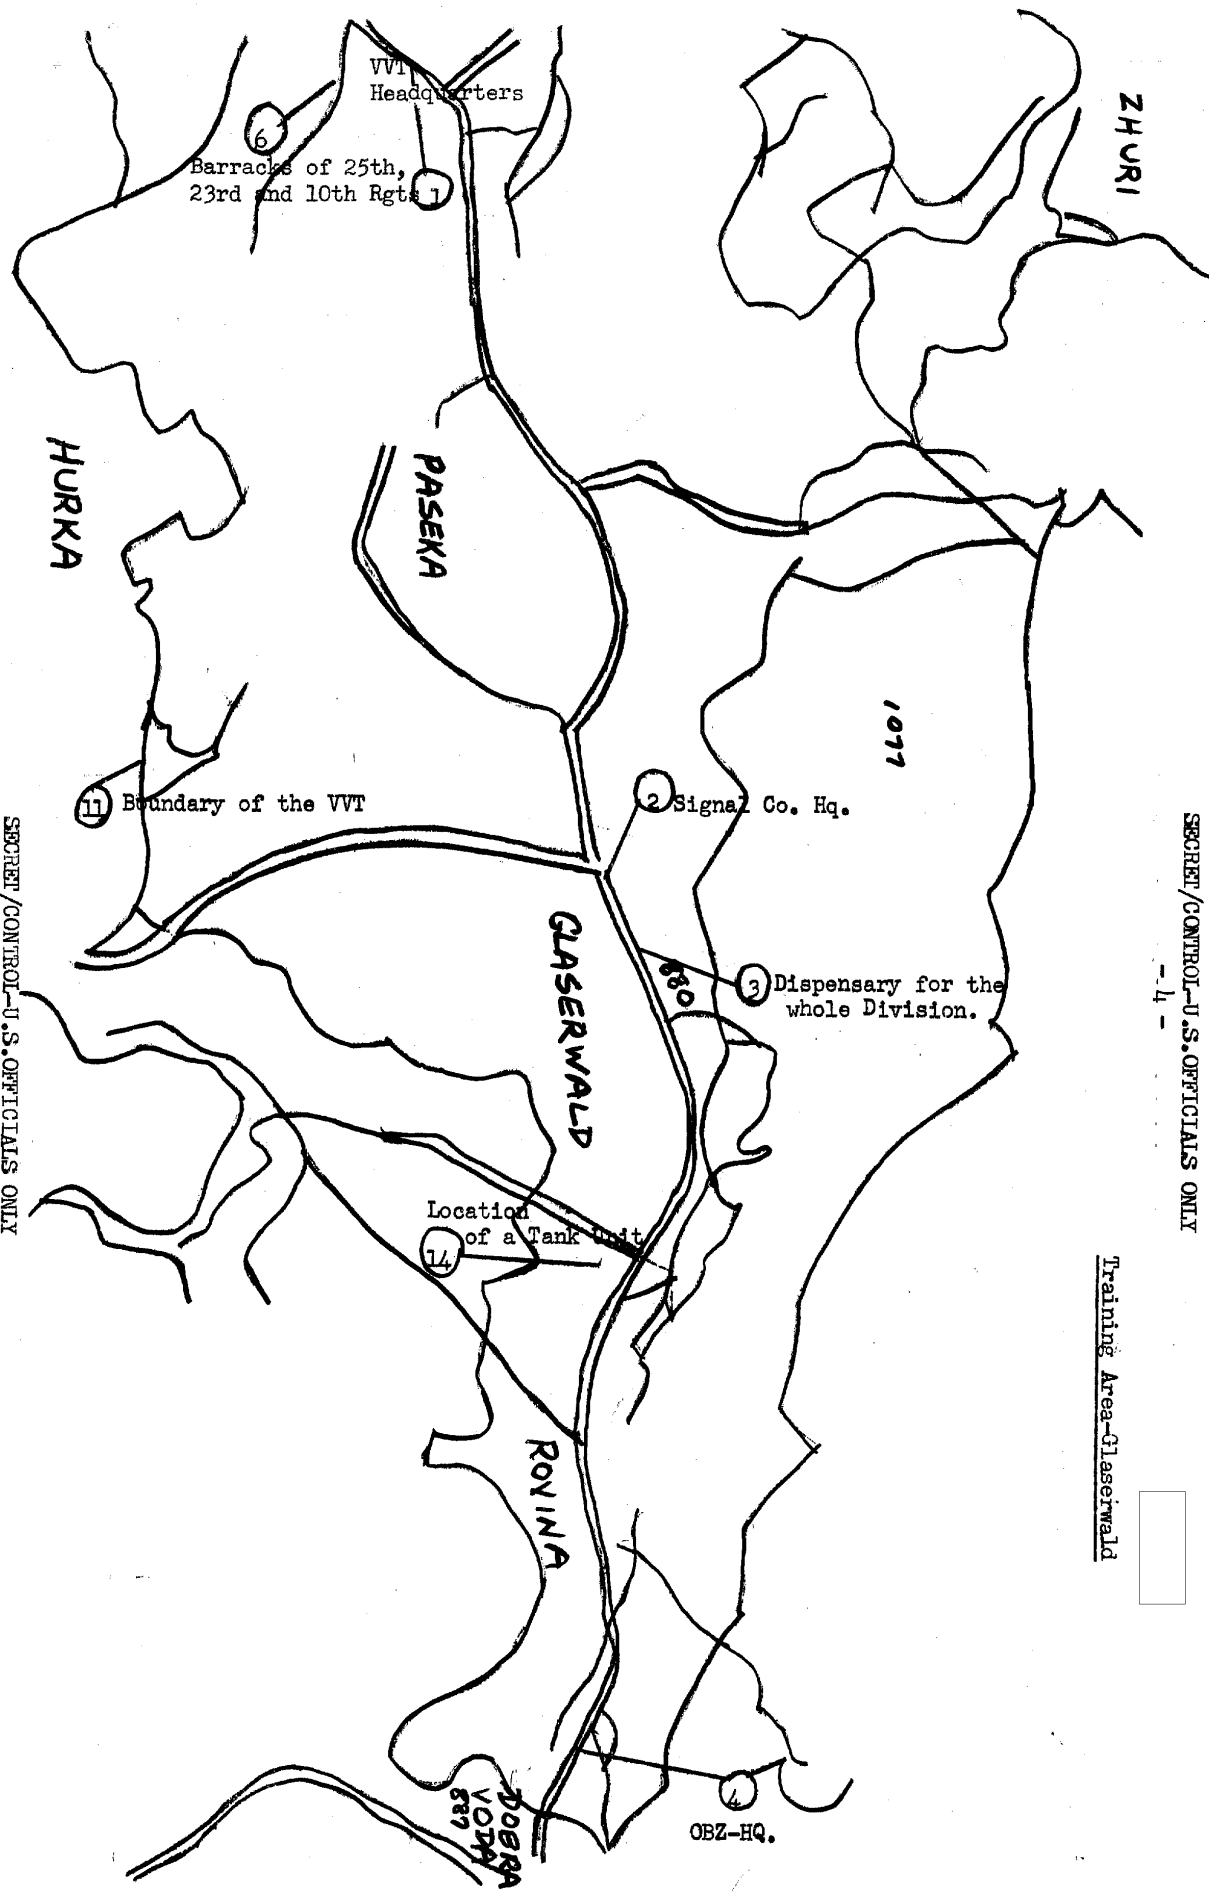 SECRET/CONTROL-U.S.OFFICIALS ONLY
- 4 -
Training Area-Glaserwald
ZHURI
VVT
Headquarters
6
Barracks of 25th,
23rd and 10th Rgts
1
HURKA
PASEKA
1077
11 Boundary of the VVT
2 Signal Co. Hq.
GLASERWALD
880
3 Dispensary for the
whole Division.
Location
of a Tank Unit
14
ROVINA
DOBRA
VODA
887
4
OBZ-HQ.
SECRET/CONTROL-U.S.OFFICIALS ONLY